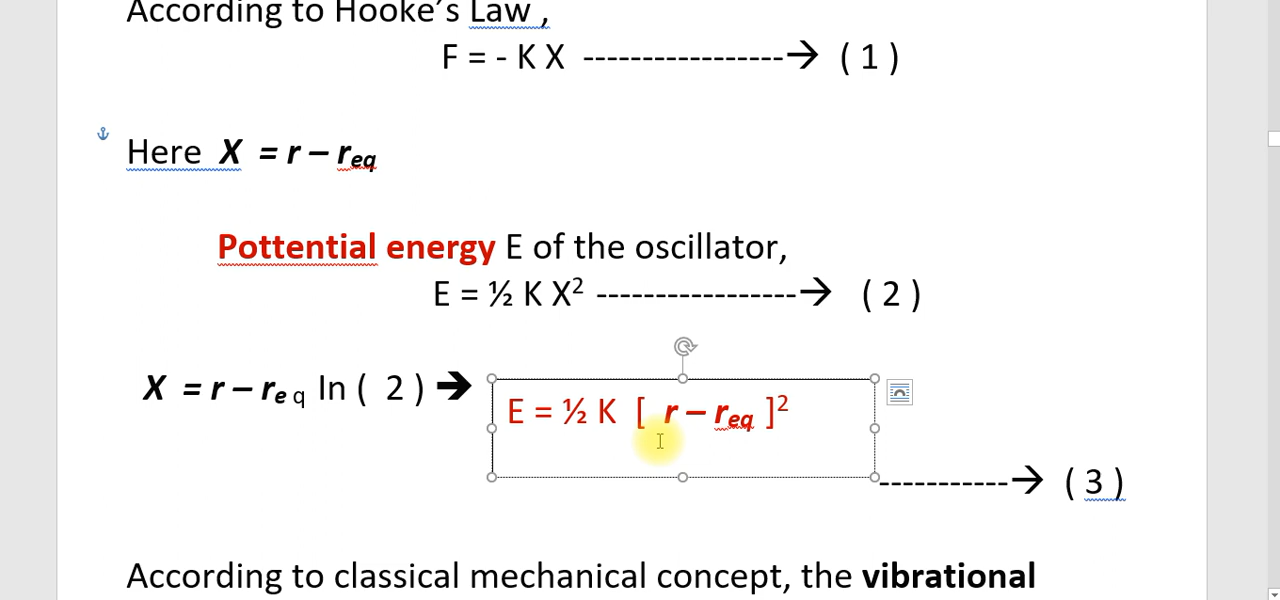 According to Hooke's Law ,
F = - K X -----------------→ ( 1 )
Here X = r – req
Pottential energy E of the oscillator,
E = ½ K X² -----------------→ ( 2 )
X = r – re q In ( 2 ) ➔
E = ½ K [ r – req ]²
-----------→ ( 3 )
According to classical mechanical concept, the vibrational